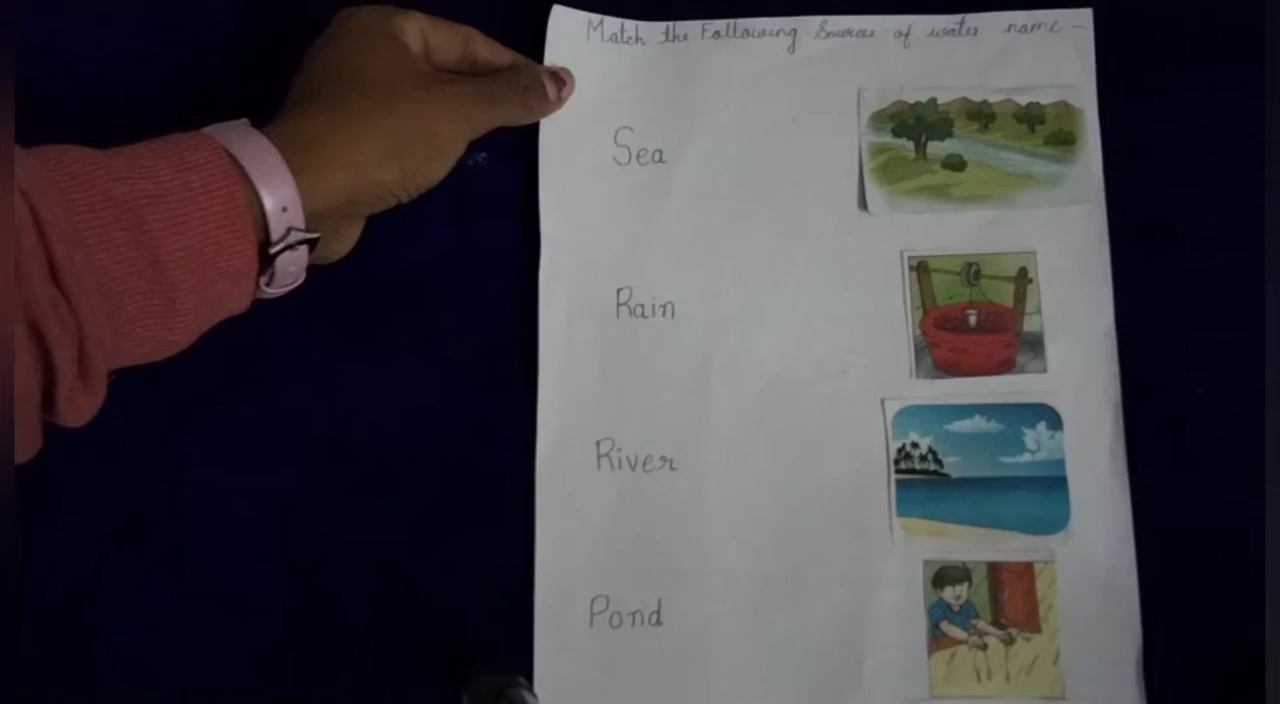 Match the Following Sources of water name -
Sea
Rain
River
Pond